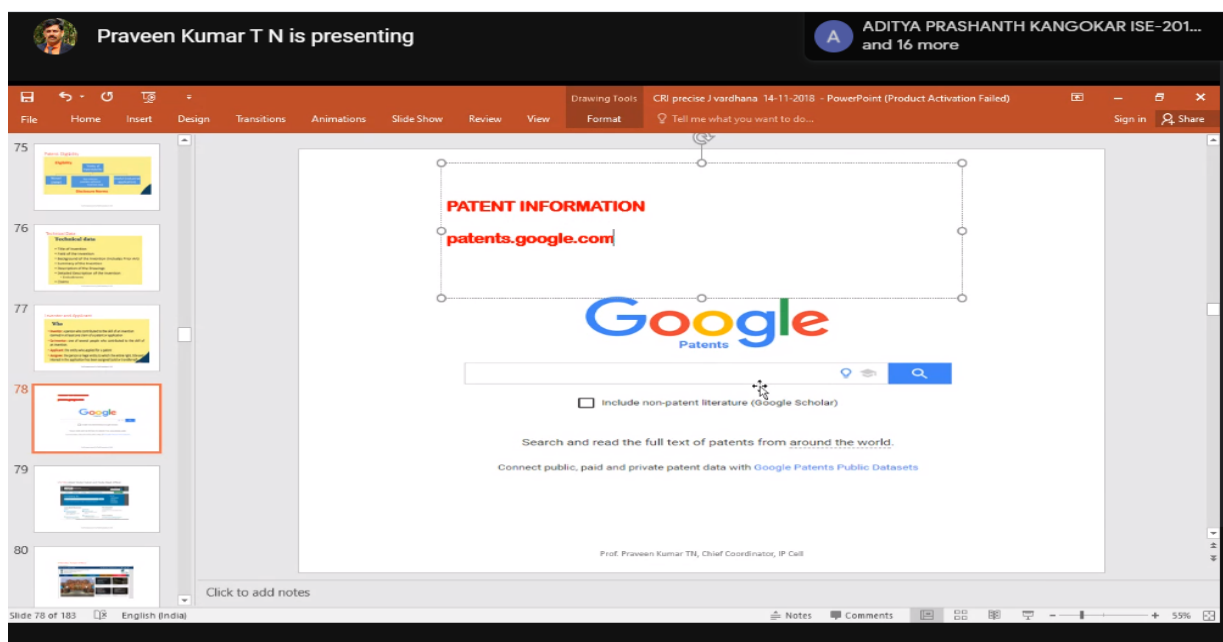 Praveen Kumar T N is presenting
A
ADITYA PRASHANTH KANGOKAR ISE-201...
and 16 more
Drawing Tools
CRI precise J vardhana 14-11-2018 - PowerPoint (Product Activation Failed)
File Home Insert Design Transitions Animations Slide Show Review View Format Tell me what you want to do... Sign in Share
75
76
Technical data
77
Who
78
Google
79
80
PATENT INFORMATION
patents.google.com
Google
Patents
Include non-patent literature (Google Scholar)
Search and read the full text of patents from around the world.
Connect public, paid and private patent data with Google Patents Public Datasets
Prof. Praveen Kumar TN, Chief Coordinator, IP Cell
Click to add notes
Slide 78 of 183 English (India) Notes Comments 55%